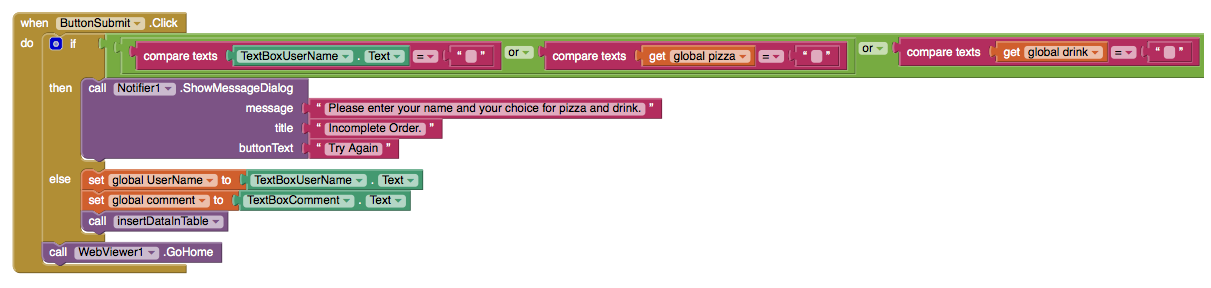 when ButtonSubmit .Click
do if compare texts TextBoxUserName . Text = " " or compare texts get global pizza = " " or compare texts get global drink = " "
then call Notifier1 .ShowMessageDialog
message " Please enter your name and your choice for pizza and drink. "
title " Incomplete Order. "
buttonText " Try Again "
else set global UserName to TextBoxUserName . Text
set global comment to TextBoxComment . Text
call insertDataInTable
call WebViewer1 .GoHome